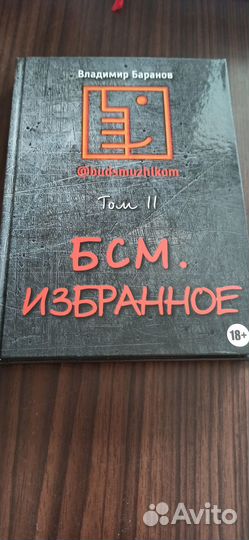 Владимир Баранов
@budsmuzhikom
Том II
БСМ.
ИЗБРАННОЕ
18+
Avito